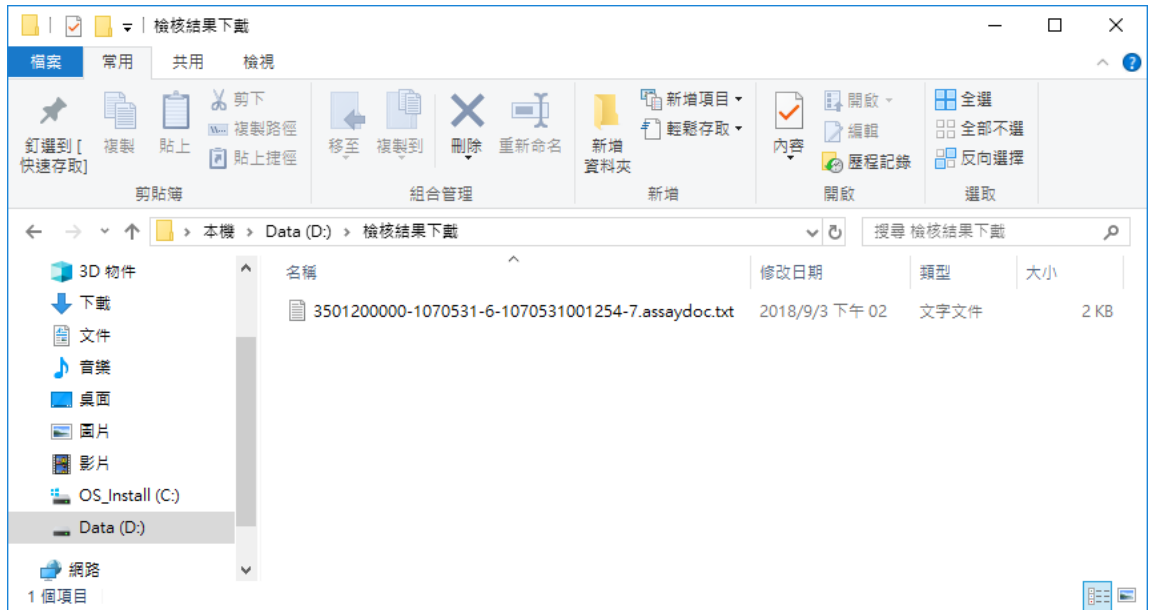 檢核結果下載
檔案 常用 共用 檢視
釘選到 [
快速存取]
複製
貼上
剪下
複製路徑
貼上捷徑
剪貼簿
移至
複製到
刪除
重新命名
組合管理
新增
資料夾
新增項目
輕鬆存取
新增
內容
開啟
編輯
歷程記錄
開啟
全選
全部不選
反向選擇
選取
本機 > Data (D:) > 檢核結果下載
搜尋 檢核結果下載
3D 物件
下載
文件
音樂
桌面
圖片
影片
OS_Install (C:)
Data (D:)
網路
名稱 修改日期 類型 大小
3501200000-1070531-6-1070531001254-7.assaydoc.txt 2018/9/3 下午 02 文字文件 2 KB
1 個項目